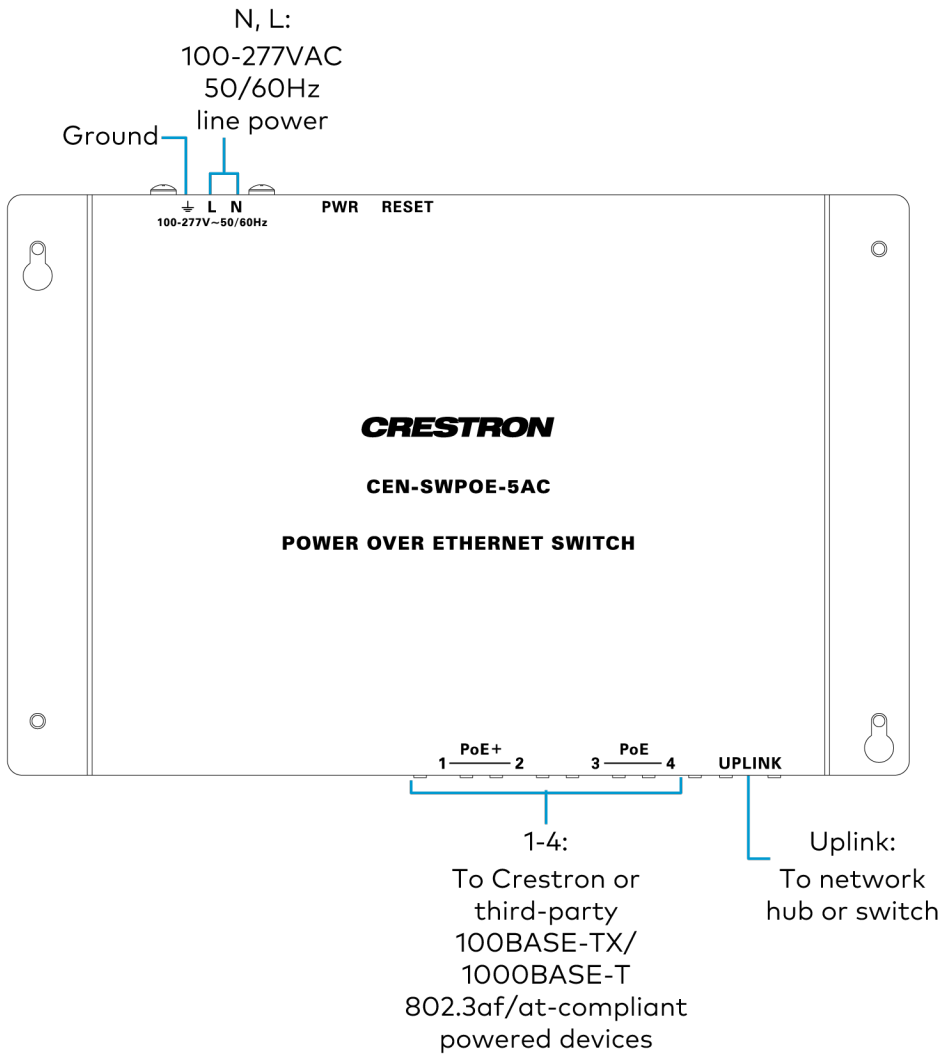 N, L:
100-277VAC
50/60Hz
line power
Ground
L N
100-277V~50/60Hz
PWR RESET
CRESTRON
CEN-SWPOE-5AC
POWER OVER ETHERNET SWITCH
PoE+
1 2
PoE
3 4
UPLINK
1-4:
To Crestron or
third-party
100BASE-TX/
1000BASE-T
802.3af/at-compliant
powered devices
Uplink:
To network
hub or switch